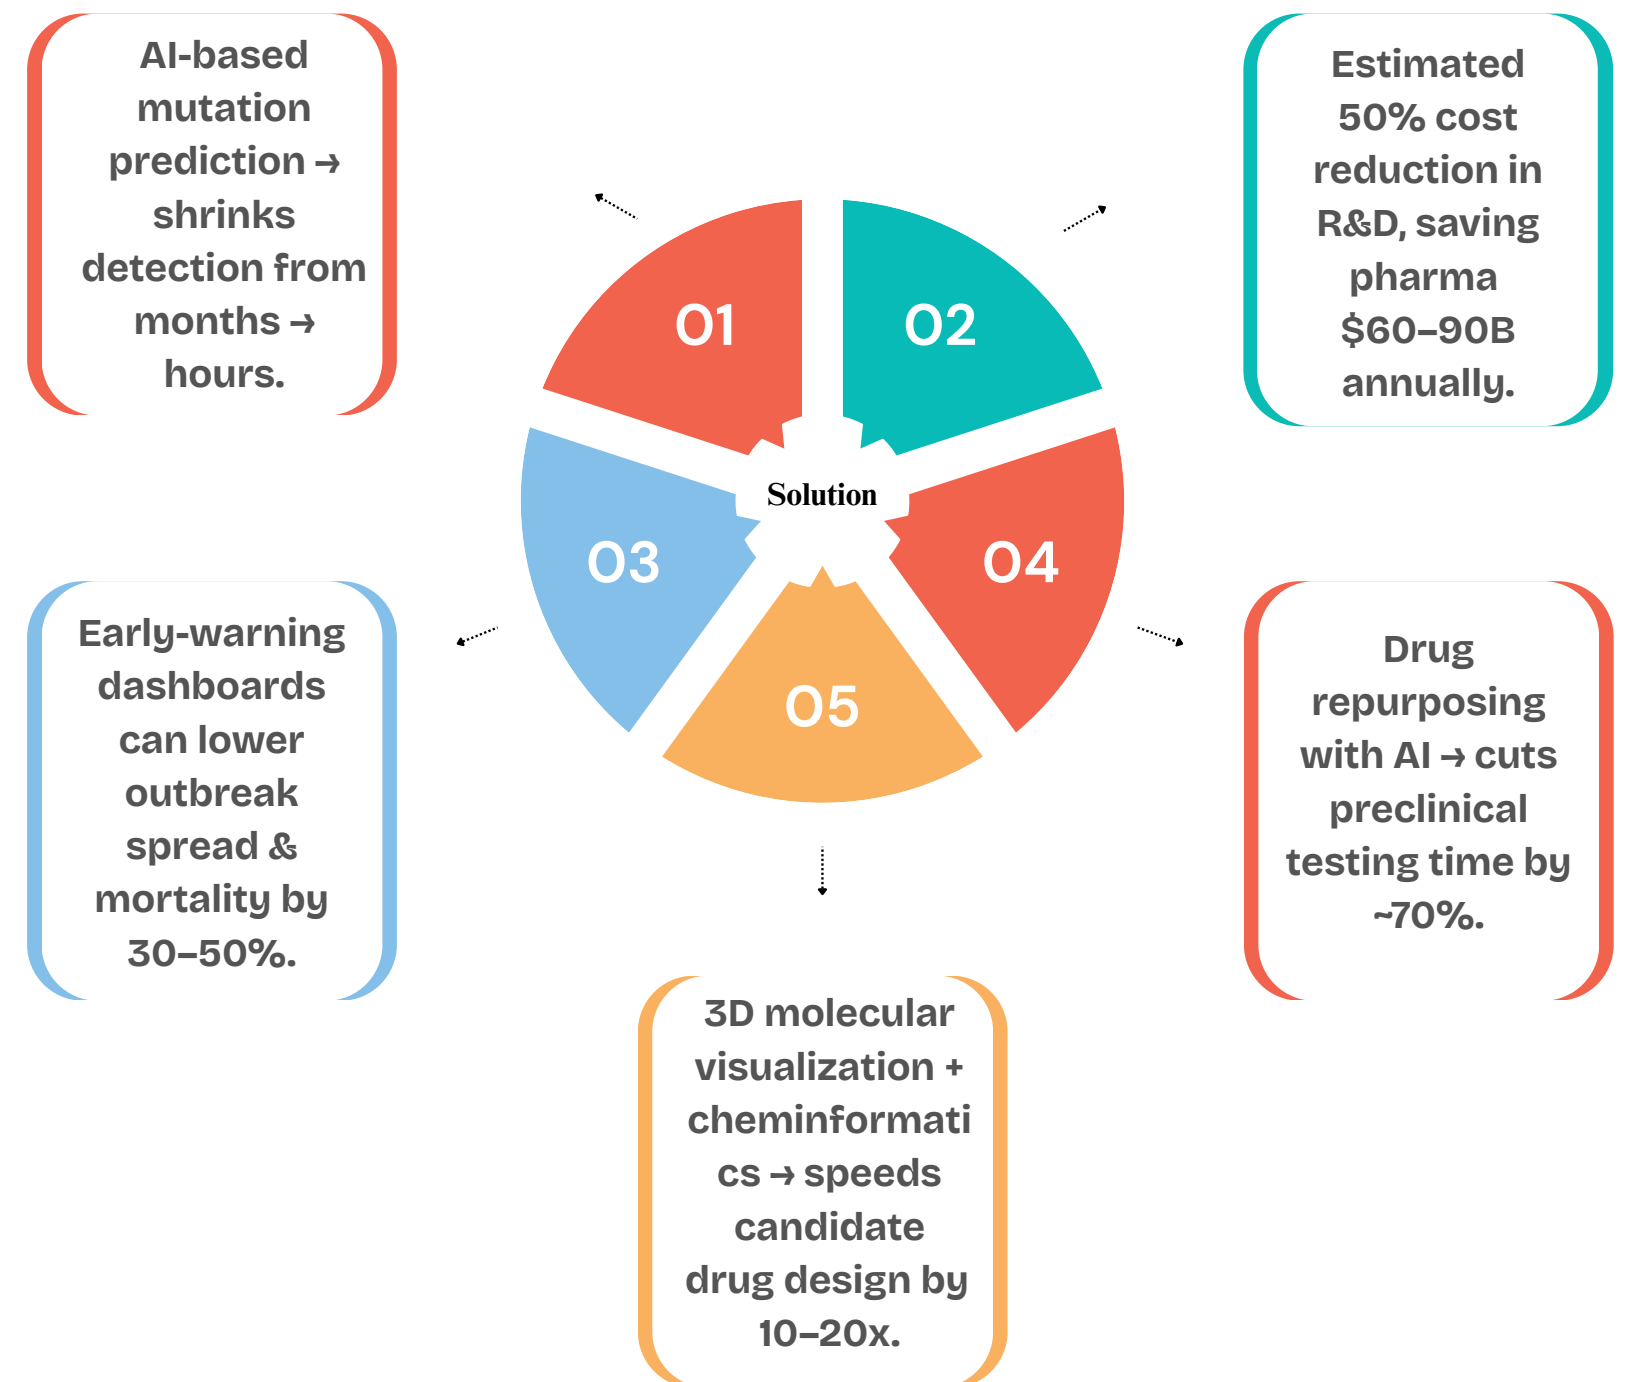 AI-based
mutation
prediction →
shrinks
detection from
months →
hours.
Estimated
50% cost
reduction in
R&D, saving
pharma
$60–90B
annually.
01
02
Solution
03
04
05
Early-warning
dashboards
can lower
outbreak
spread &
mortality by
30–50%.
Drug
repurposing
with AI → cuts
preclinical
testing time by
~70%.
3D molecular
visualization +
cheminformati
cs → speeds
candidate
drug design by
10–20x.